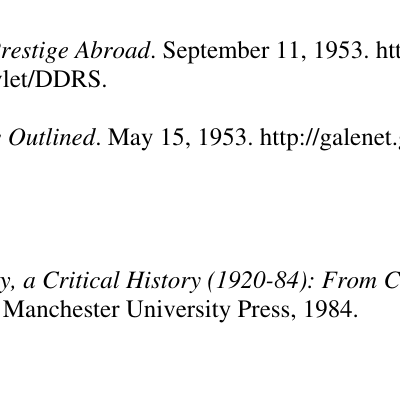 Prestige Abroad. September 11, 1953. htt
let/DDRS.
Outlined. May 15, 1953. http://galenet.
y, a Critical History (1920-84): From C
Manchester University Press, 1984.